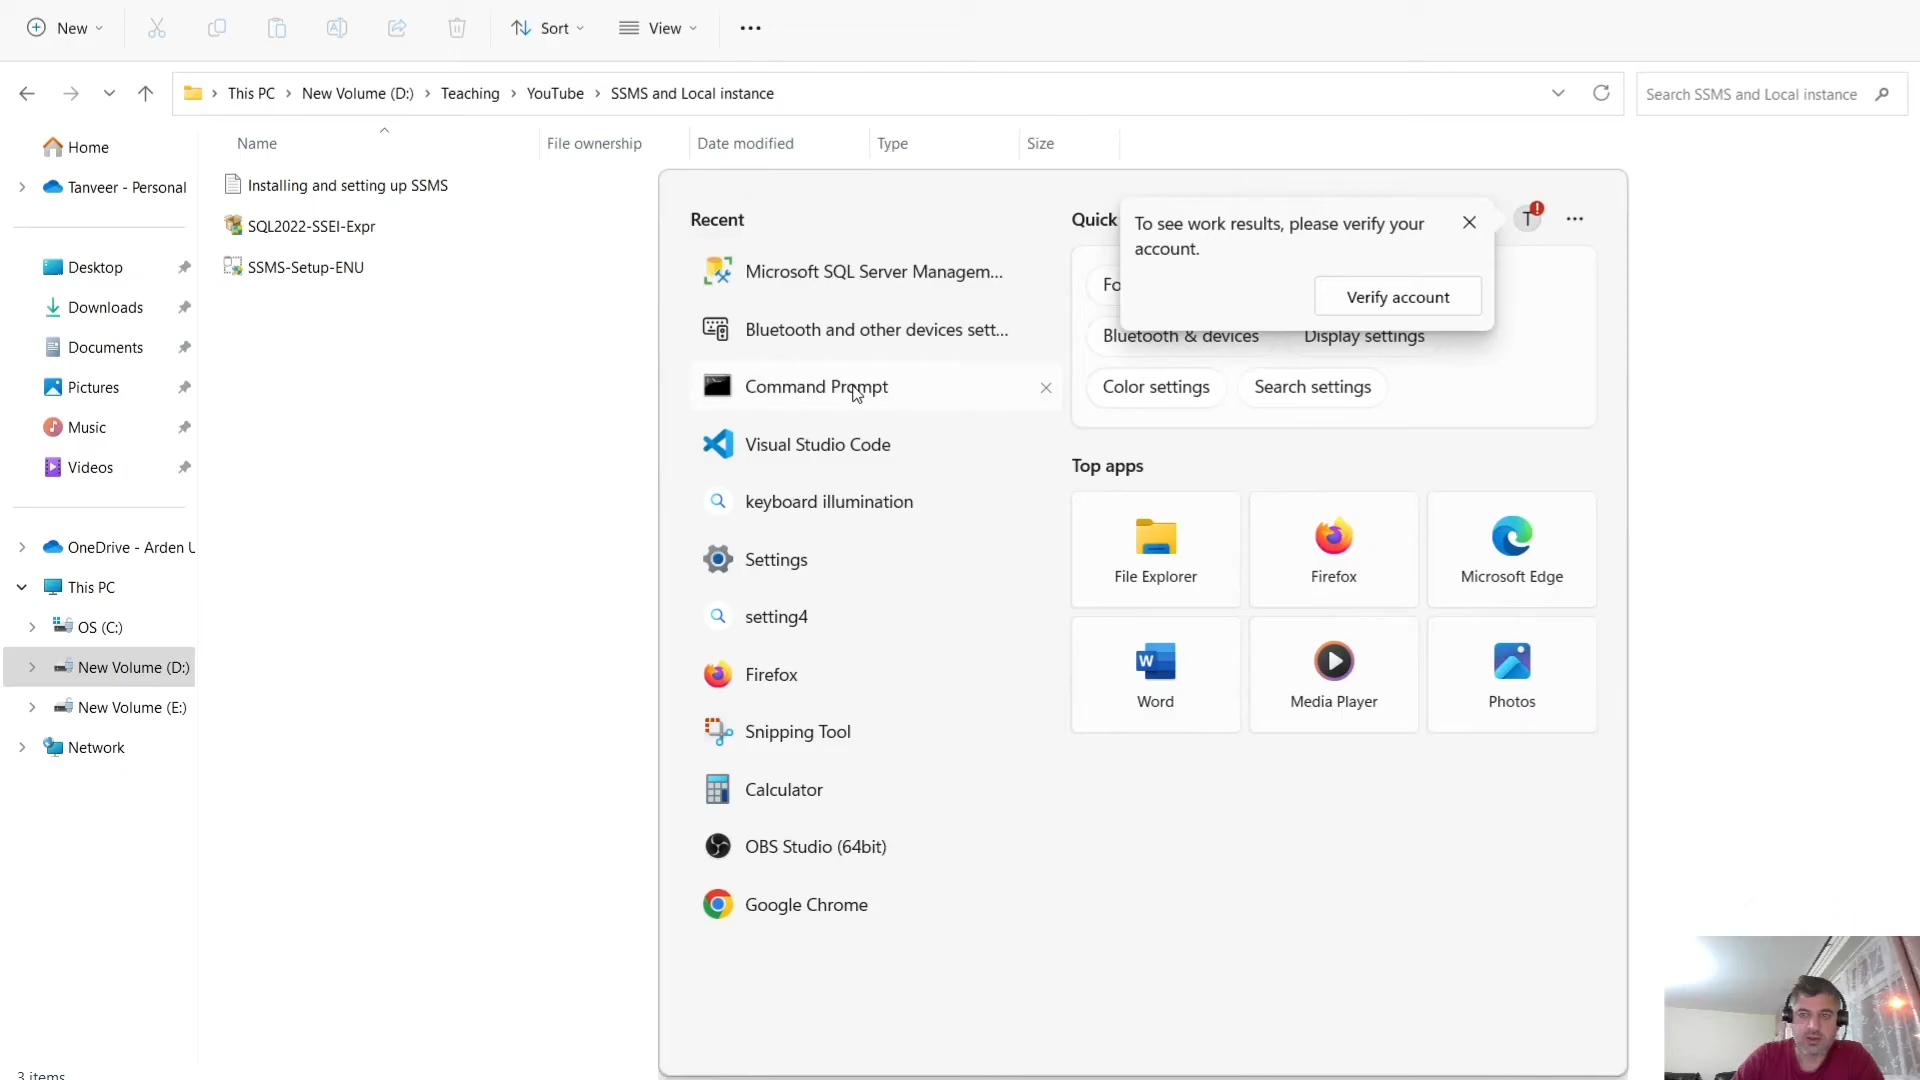 New
Sort
View
This PC
New Volume (D:)
Teaching
YouTube
SSMS and Local instance
Search SSMS and Local instance
Home
Tanveer - Personal
Desktop
Downloads
Documents
Pictures
Music
Videos
OneDrive - Arden U
This PC
OS (C:)
New Volume (D:)
New Volume (E:)
Network
3 items
Name
File ownership
Date modified
Type
Size
Installing and setting up SSMS
SQL2022-SSEI-Expr
SSMS-Setup-ENU
Recent
Microsoft SQL Server Managem...
Bluetooth and other devices sett...
Command Prompt
Visual Studio Code
keyboard illumination
Settings
setting4
Firefox
Snipping Tool
Calculator
OBS Studio (64bit)
Google Chrome
Quick
To see work results, please verify your
account.
Verify account
T
Fo
Bluetooth & devices
Display settings
Color settings
Search settings
Top apps
File Explorer
Firefox
Microsoft Edge
Word
Media Player
Photos